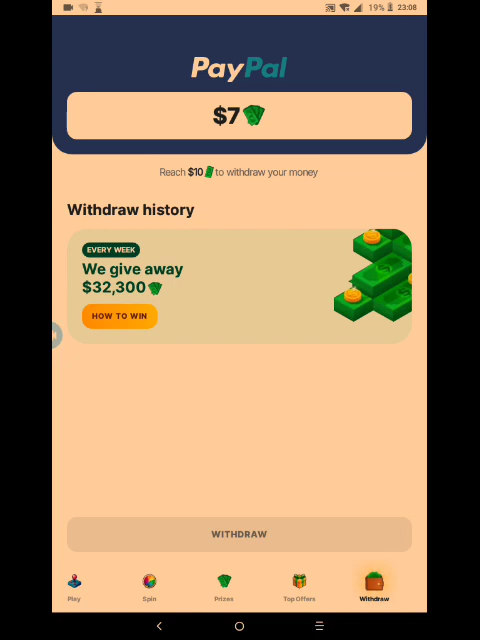 19% 23:08
PayPal
$7
Reach $10 to withdraw your money
Withdraw history
EVERY WEEK
We give away
$32,300
HOW TO WIN
WITHDRAW
Play Spin Prizes Top Offers Withdraw